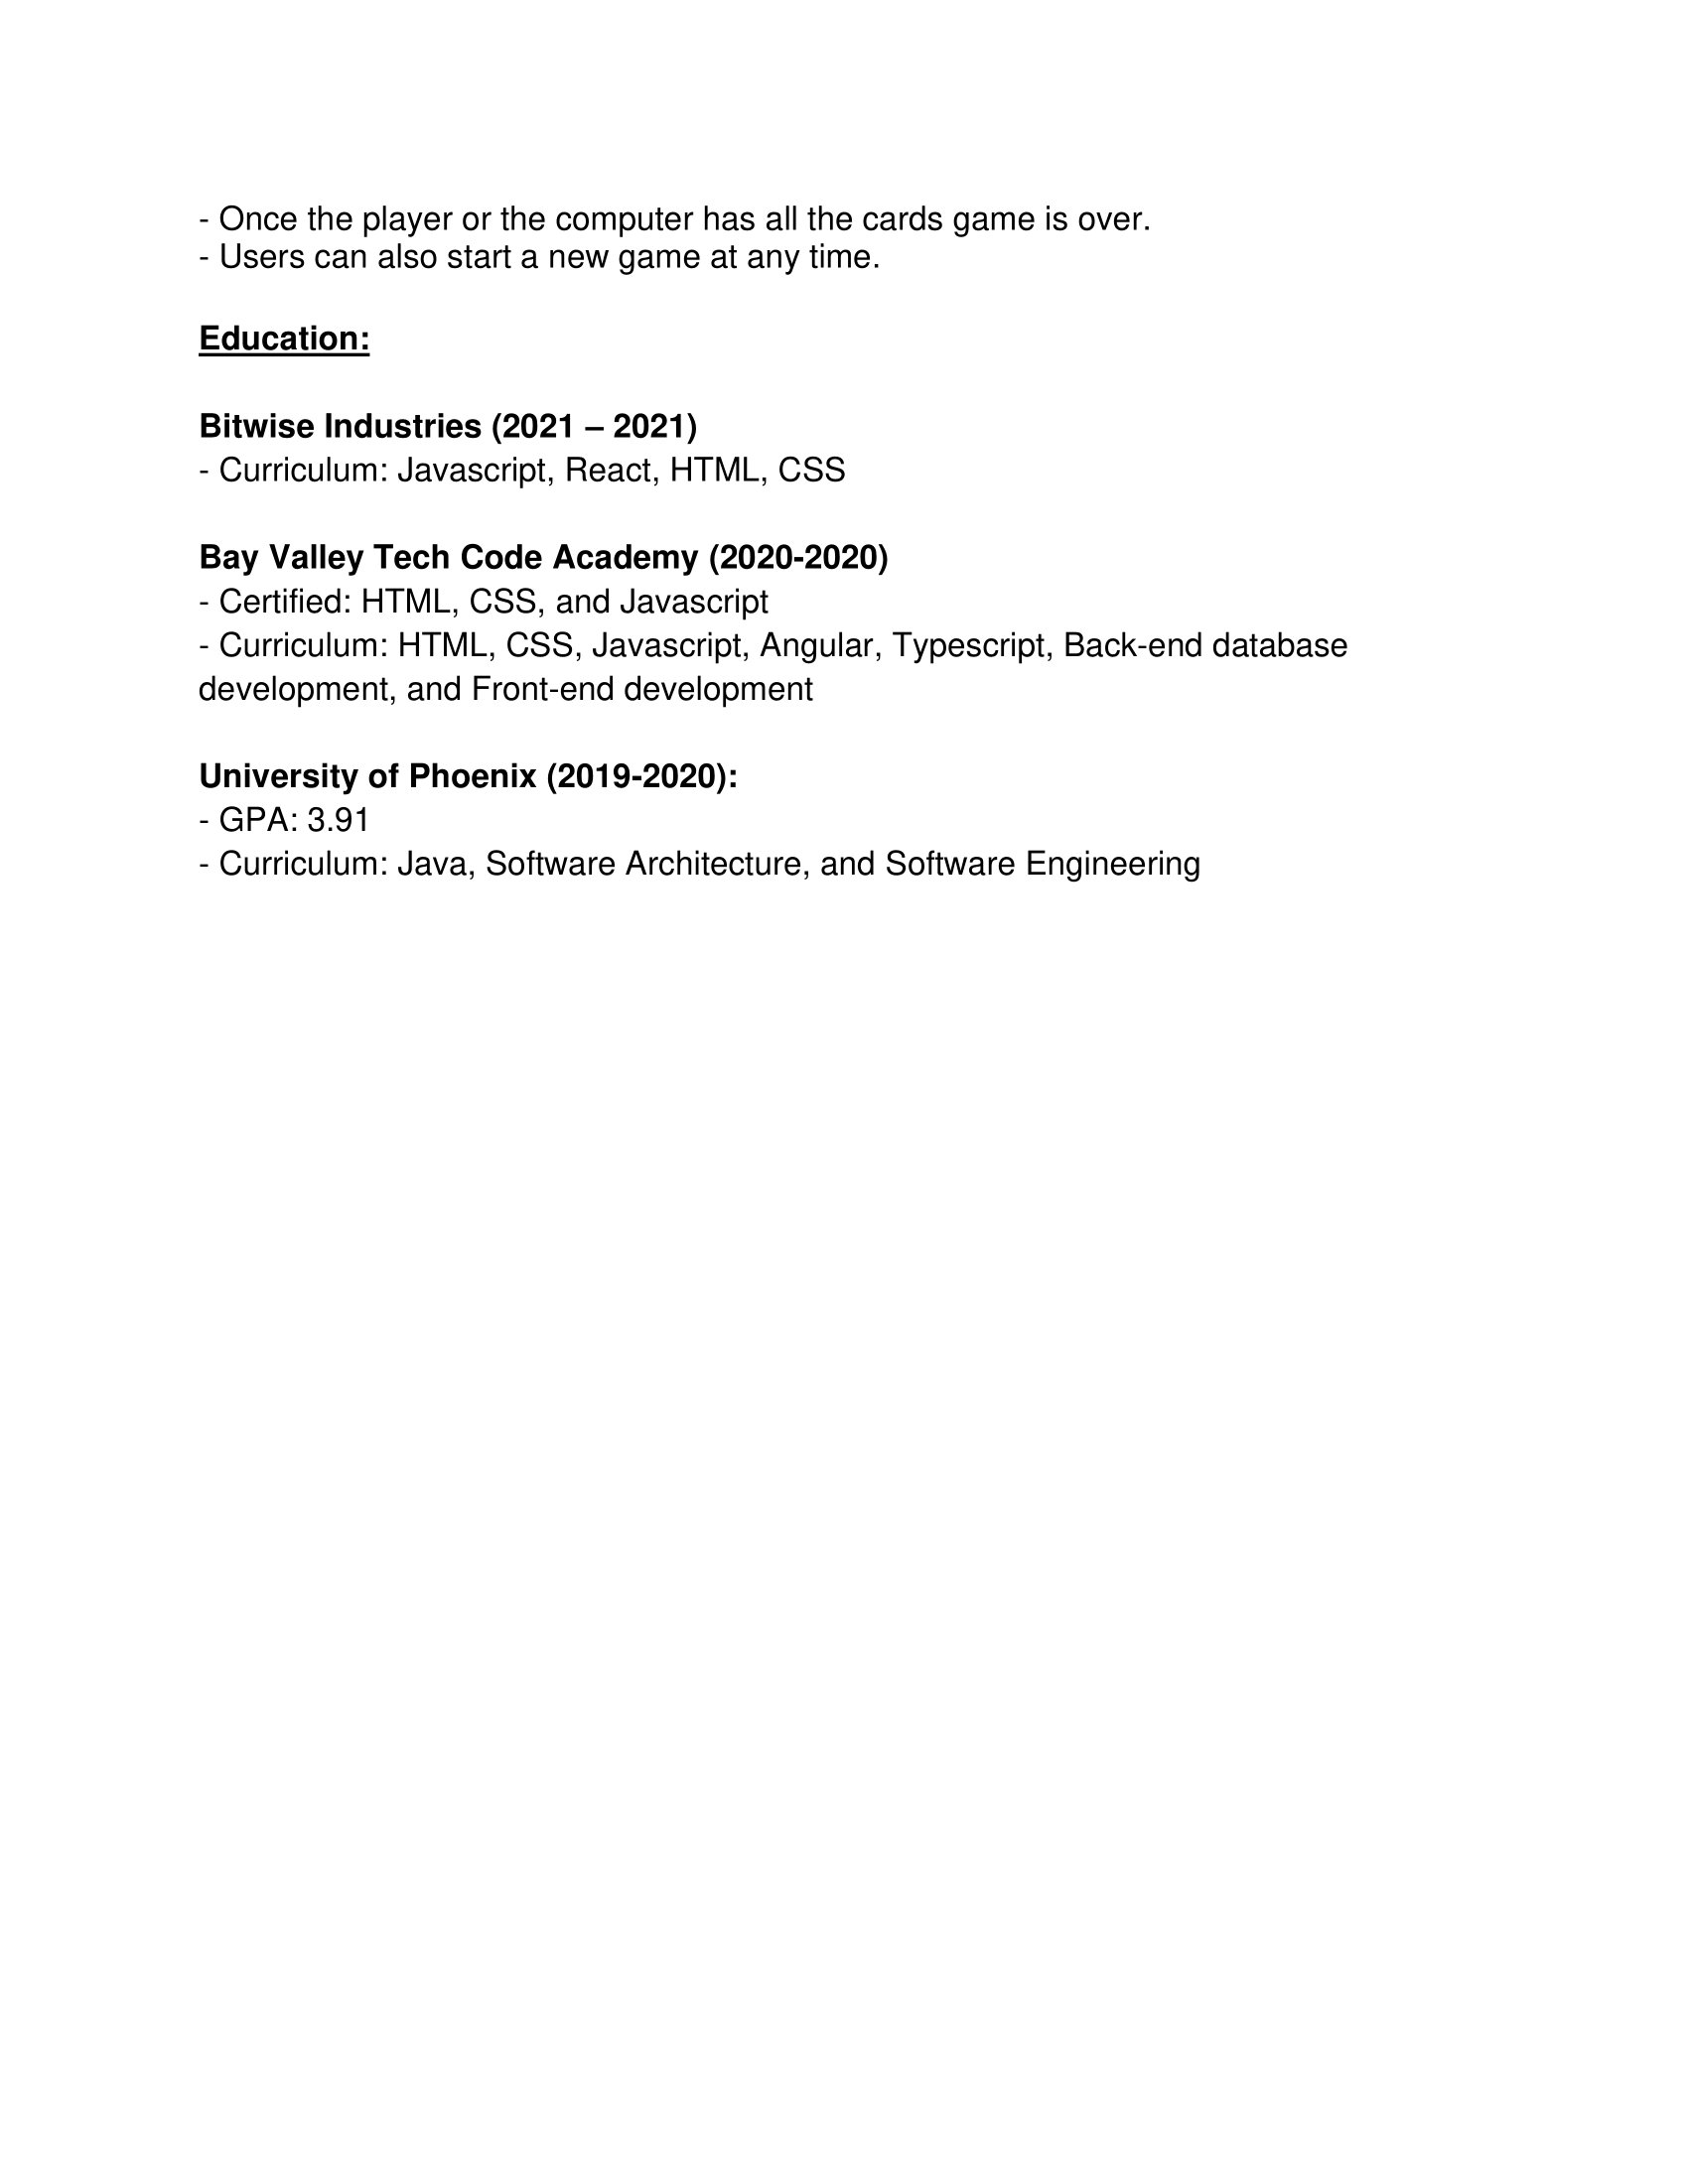 - Once the player or the computer has all the cards game is over.
- Users can also start a new game at any time.
Education:
Bitwise Industries (2021 – 2021)
- Curriculum: Javascript, React, HTML, CSS
Bay Valley Tech Code Academy (2020-2020)
- Certified: HTML, CSS, and Javascript
- Curriculum: HTML, CSS, Javascript, Angular, Typescript, Back-end database
development, and Front-end development
University of Phoenix (2019-2020):
- GPA: 3.91
- Curriculum: Java, Software Architecture, and Software Engineering